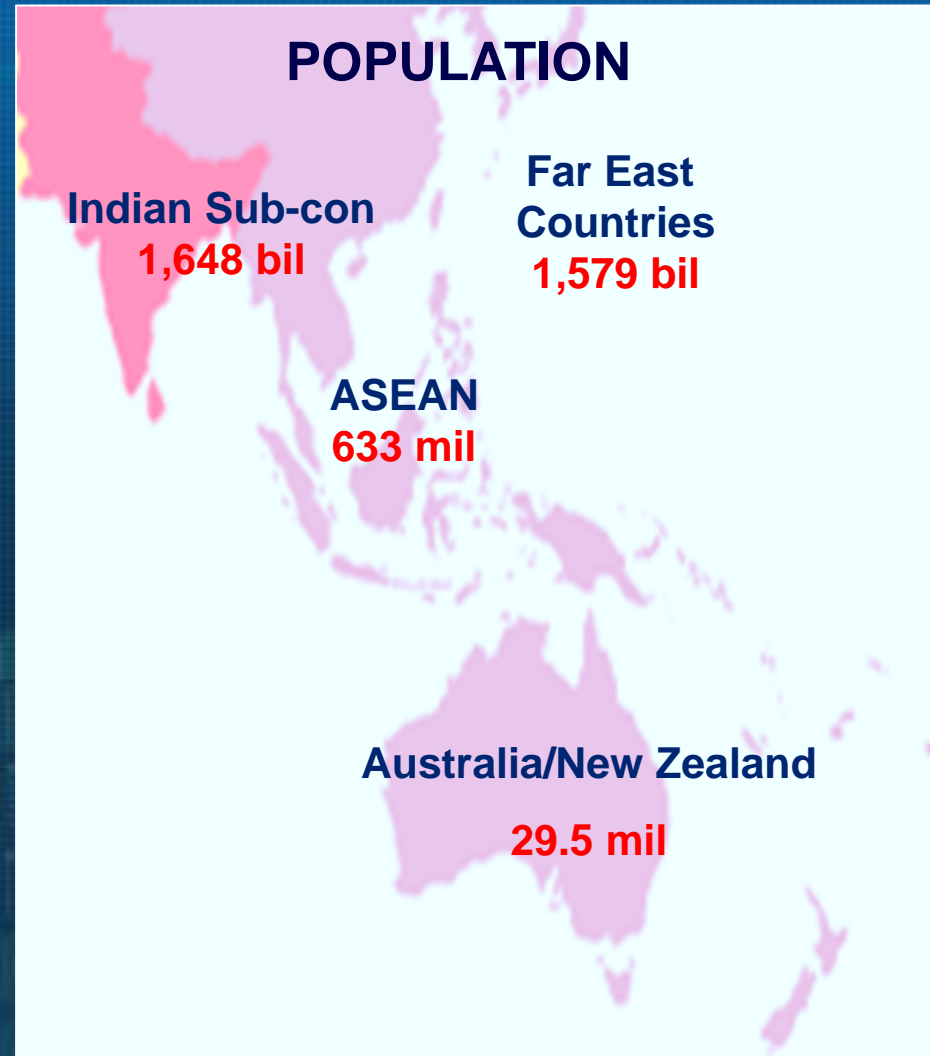 POPULATION
Indian Sub-con
1,648 bil
Far East
Countries
1,579 bil
ASEAN
633 mil
Australia/New Zealand
29.5 mil